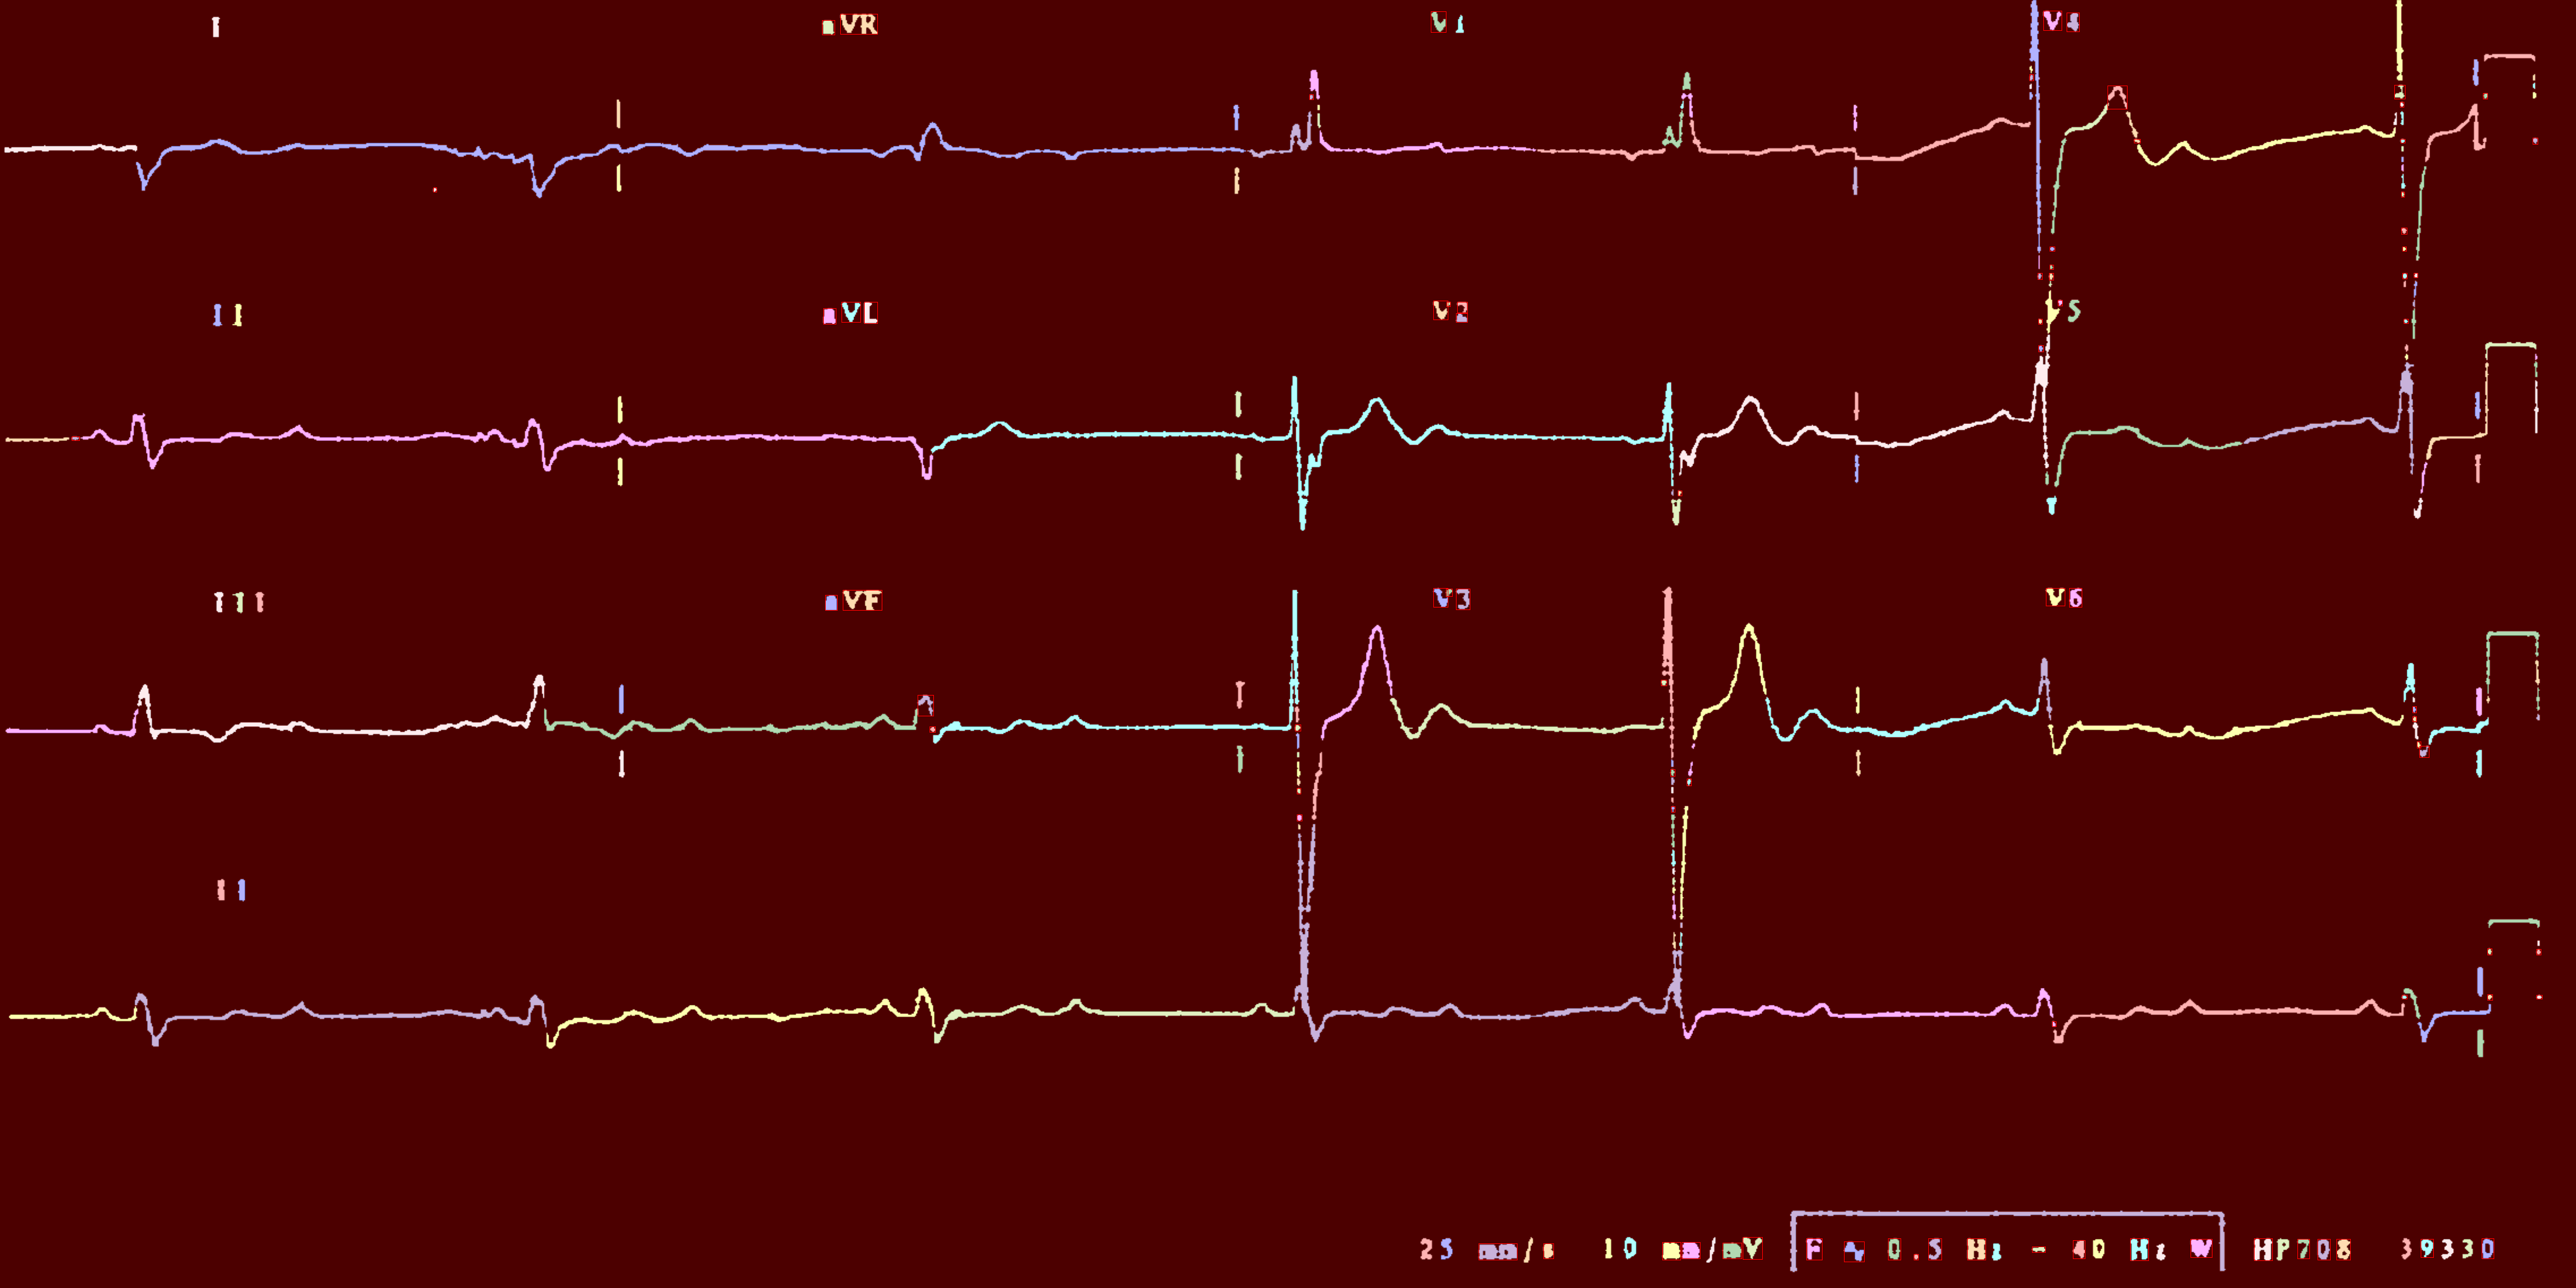 I aVR V1 V4
II aVL V2 V5
III aVF V3 V6
II
25 mm/s 10 mm/mV F ∿ 0.5 Hz - 40 Hz W HP708 39330